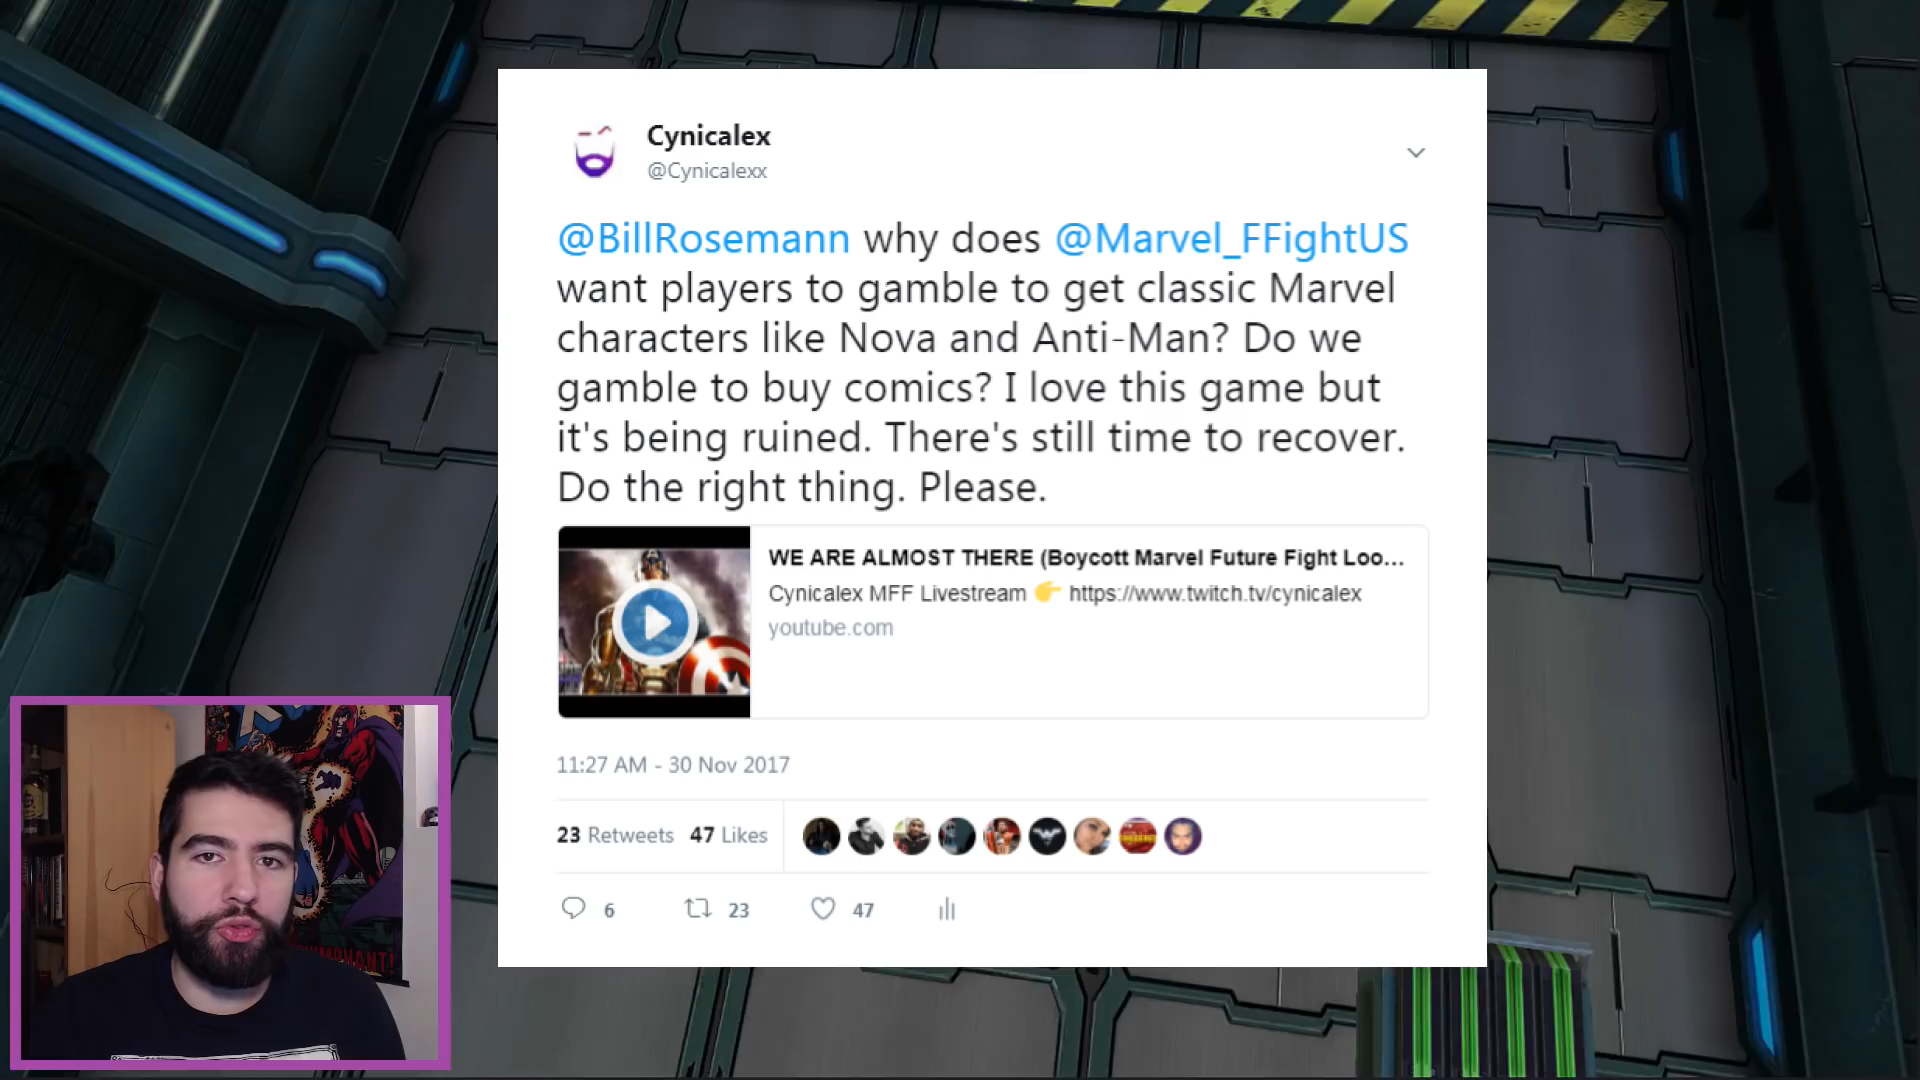 Cynicalex
@Cynicalexx
@BillRosemann why does @Marvel_FFightUS
want players to gamble to get classic Marvel
characters like Nova and Anti-Man? Do we
gamble to buy comics? I love this game but
it's being ruined. There's still time to recover.
Do the right thing. Please.
WE ARE ALMOST THERE (Boycott Marvel Future Fight Loo...
Cynicalex MFF Livestream 👉 https://www.twitch.tv/cynicalex
youtube.com
11:27 AM - 30 Nov 2017
23 Retweets 47 Likes
6 23 47